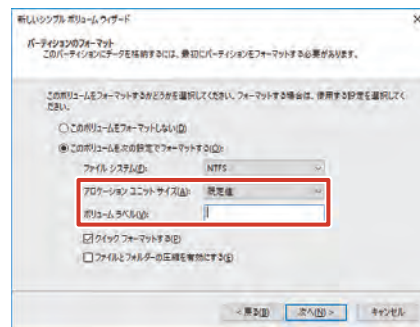 新しいシンプル ボリューム ウィザード
パーティションのフォーマット
このパーティションにデータを格納するには、最初にパーティションをフォーマットする必要があります。
このボリュームをフォーマットするかどうかを選択してください。フォーマットする場合は、使用する設定を選択してく
ださい。
このボリュームをフォーマットしない(D)
このボリュームを次の設定でフォーマットする(O):
ファイル システム(F): NTFS
アロケーション ユニット サイズ(A): 既定値
ボリューム ラベル(V):
クイック フォーマットする(P)
ファイルとフォルダーの圧縮を有効にする(E)
< 戻る(B) 次へ(N) > キャンセル